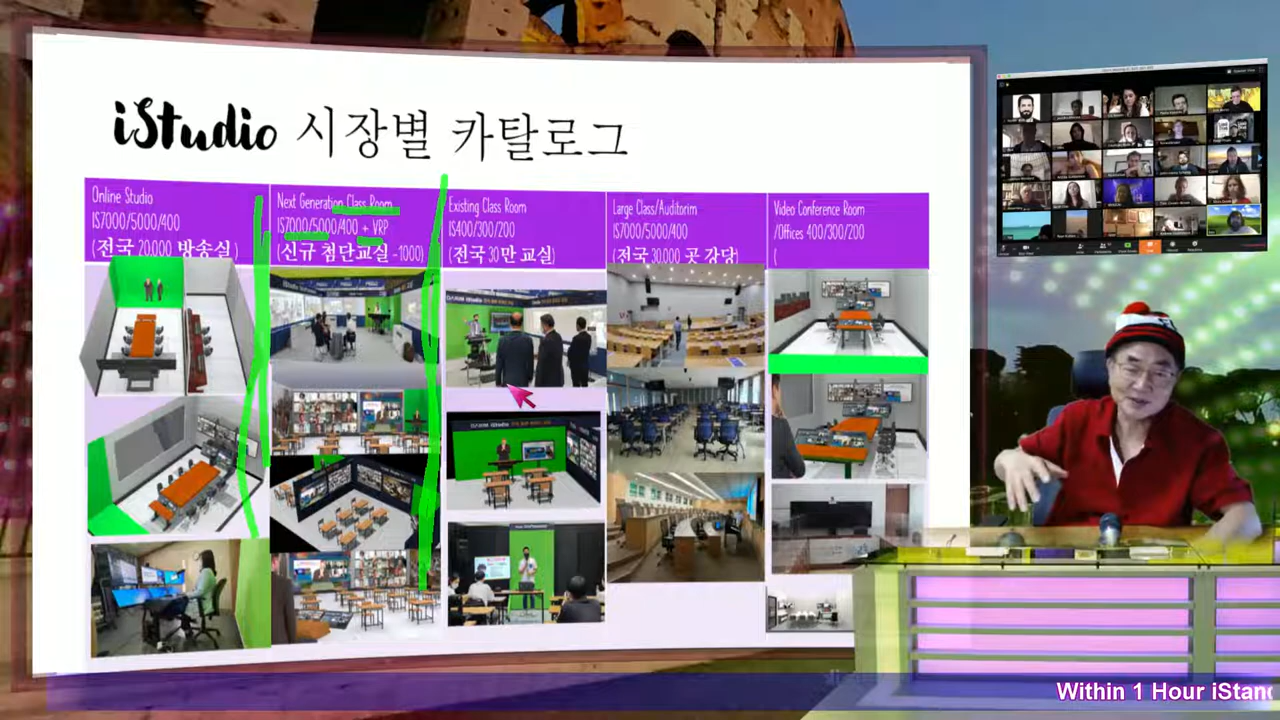 iStudio 시장별 카탈로그
Online Studio
IS7000/5000/400
(전국 20,000 방송실 )
Next Generation Class Room
IS7000/5000/400 + VRP
(신규 첨단교실 -1000)
Existing Class Room
IS400/300/200
(전국 30만 교실)
Large Class/Auditorim
IS7000/5000/400
(전국 30,000 곳 강당)
Video Conference Room
/Offices 400/300/200
(
Within 1 Hour iStan